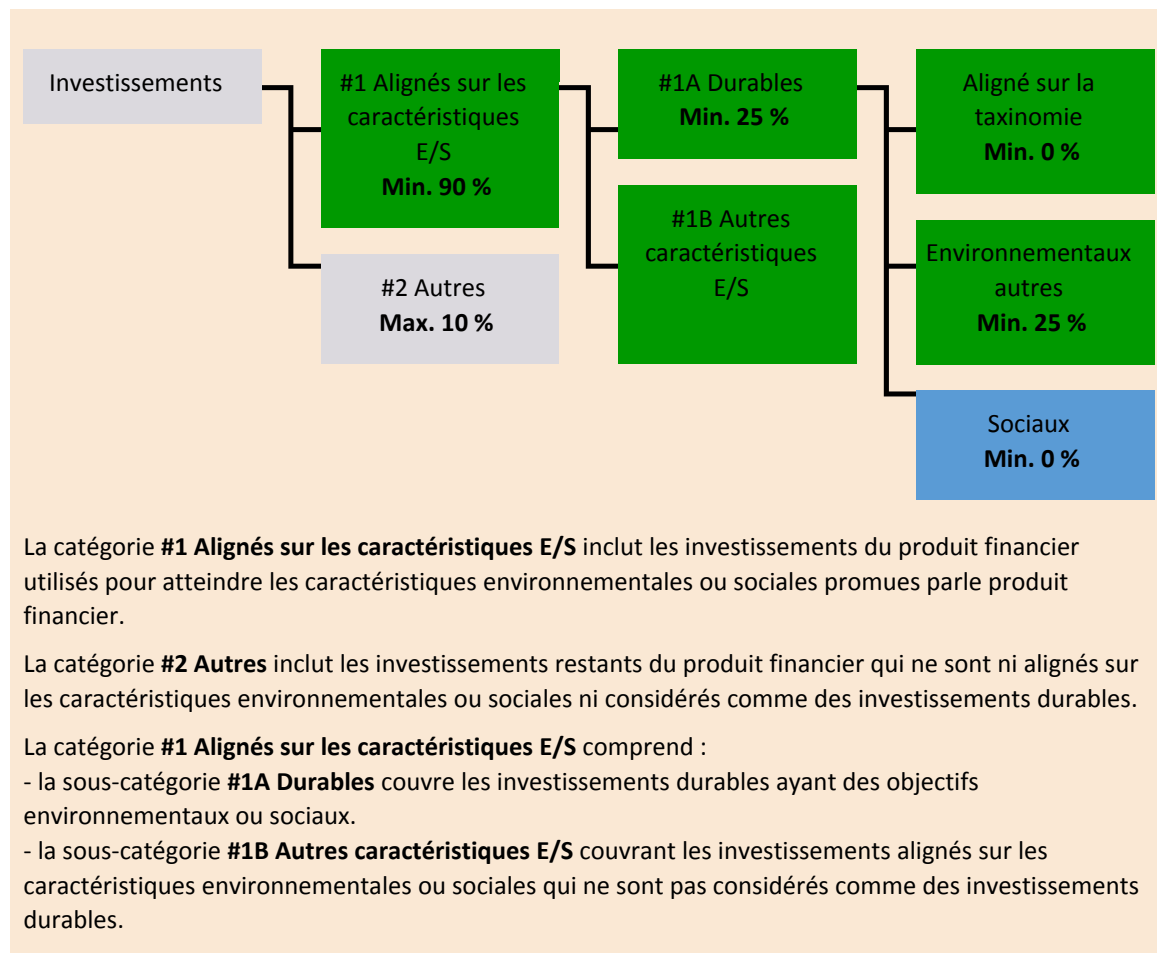 Investissements
#1 Alignés sur les
caractéristiques
E/S
Min. 90 %
#2 Autres
Max. 10 %
#1A Durables
Min. 25 %
#1B Autres
caractéristiques
E/S
Aligné sur la
taxinomie
Min. 0 %
Environnementaux
autres
Min. 25 %
Sociaux
Min. 0 %
La catégorie #1 Alignés sur les caractéristiques E/S inclut les investissements du produit financier
utilisés pour atteindre les caractéristiques environnementales ou sociales promues parle produit
financier.
La catégorie #2 Autres inclut les investissements restants du produit financier qui ne sont ni alignés sur
les caractéristiques environnementales ou sociales ni considérés comme des investissements durables.
La catégorie #1 Alignés sur les caractéristiques E/S comprend :
- la sous-catégorie #1A Durables couvre les investissements durables ayant des objectifs
environnementaux ou sociaux.
- la sous-catégorie #1B Autres caractéristiques E/S couvrant les investissements alignés sur les
caractéristiques environnementales ou sociales qui ne sont pas considérés comme des investissements
durables.